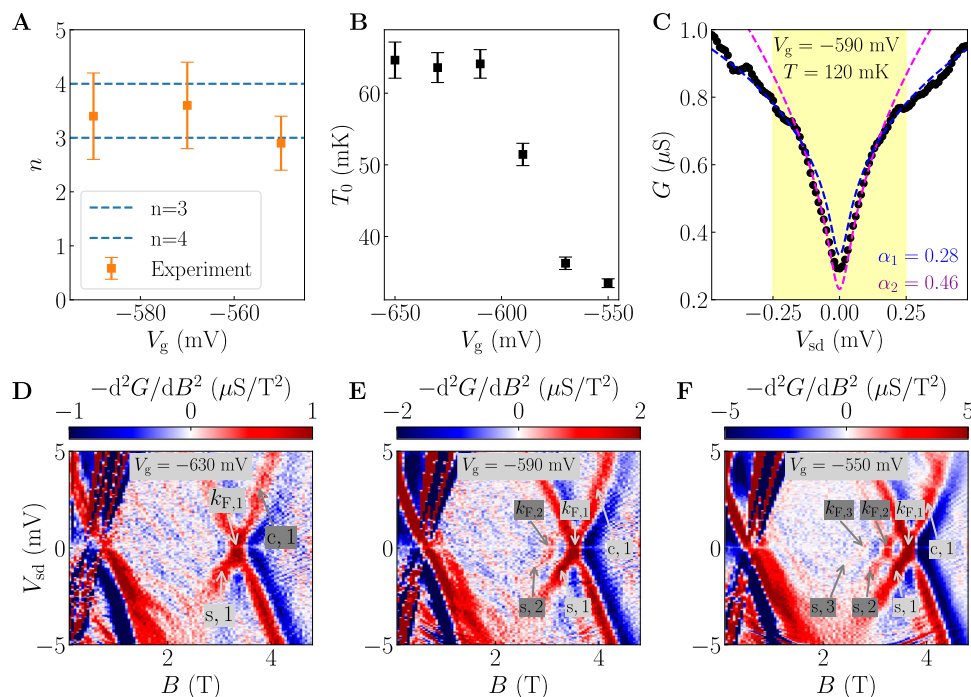 A
5
4
3
2
1
0
n
n=3
n=4
Experiment
−580
−560
V_g (mV)
B
60
50
40
T_0 (mK)
−650
−600
−550
V_g (mV)
C
V_g = −590 mV
T = 120 mK
1.0
0.8
0.6
0.4
0.2
G (μS)
α_1 = 0.28
α_2 = 0.46
−0.25
0.00
0.25
V_sd (mV)
D
−d²G/dB² (μS/T²)
−1
0
1
V_g = −630 mV
5
0
−5
V_sd (mV)
k_F,1
c, 1
s, 1
2
4
B (T)
E
−d²G/dB² (μS/T²)
−2
0
2
V_g = −590 mV
5
0
−5
k_F,2
k_F,1
c, 1
s, 2
s, 1
2
4
B (T)
F
−d²G/dB² (μS/T²)
−5
0
5
V_g = −550 mV
5
0
−5
k_F,3
k_F,2
k_F,1
c, 1
s, 3
s, 2
s, 1
2
4
B (T)